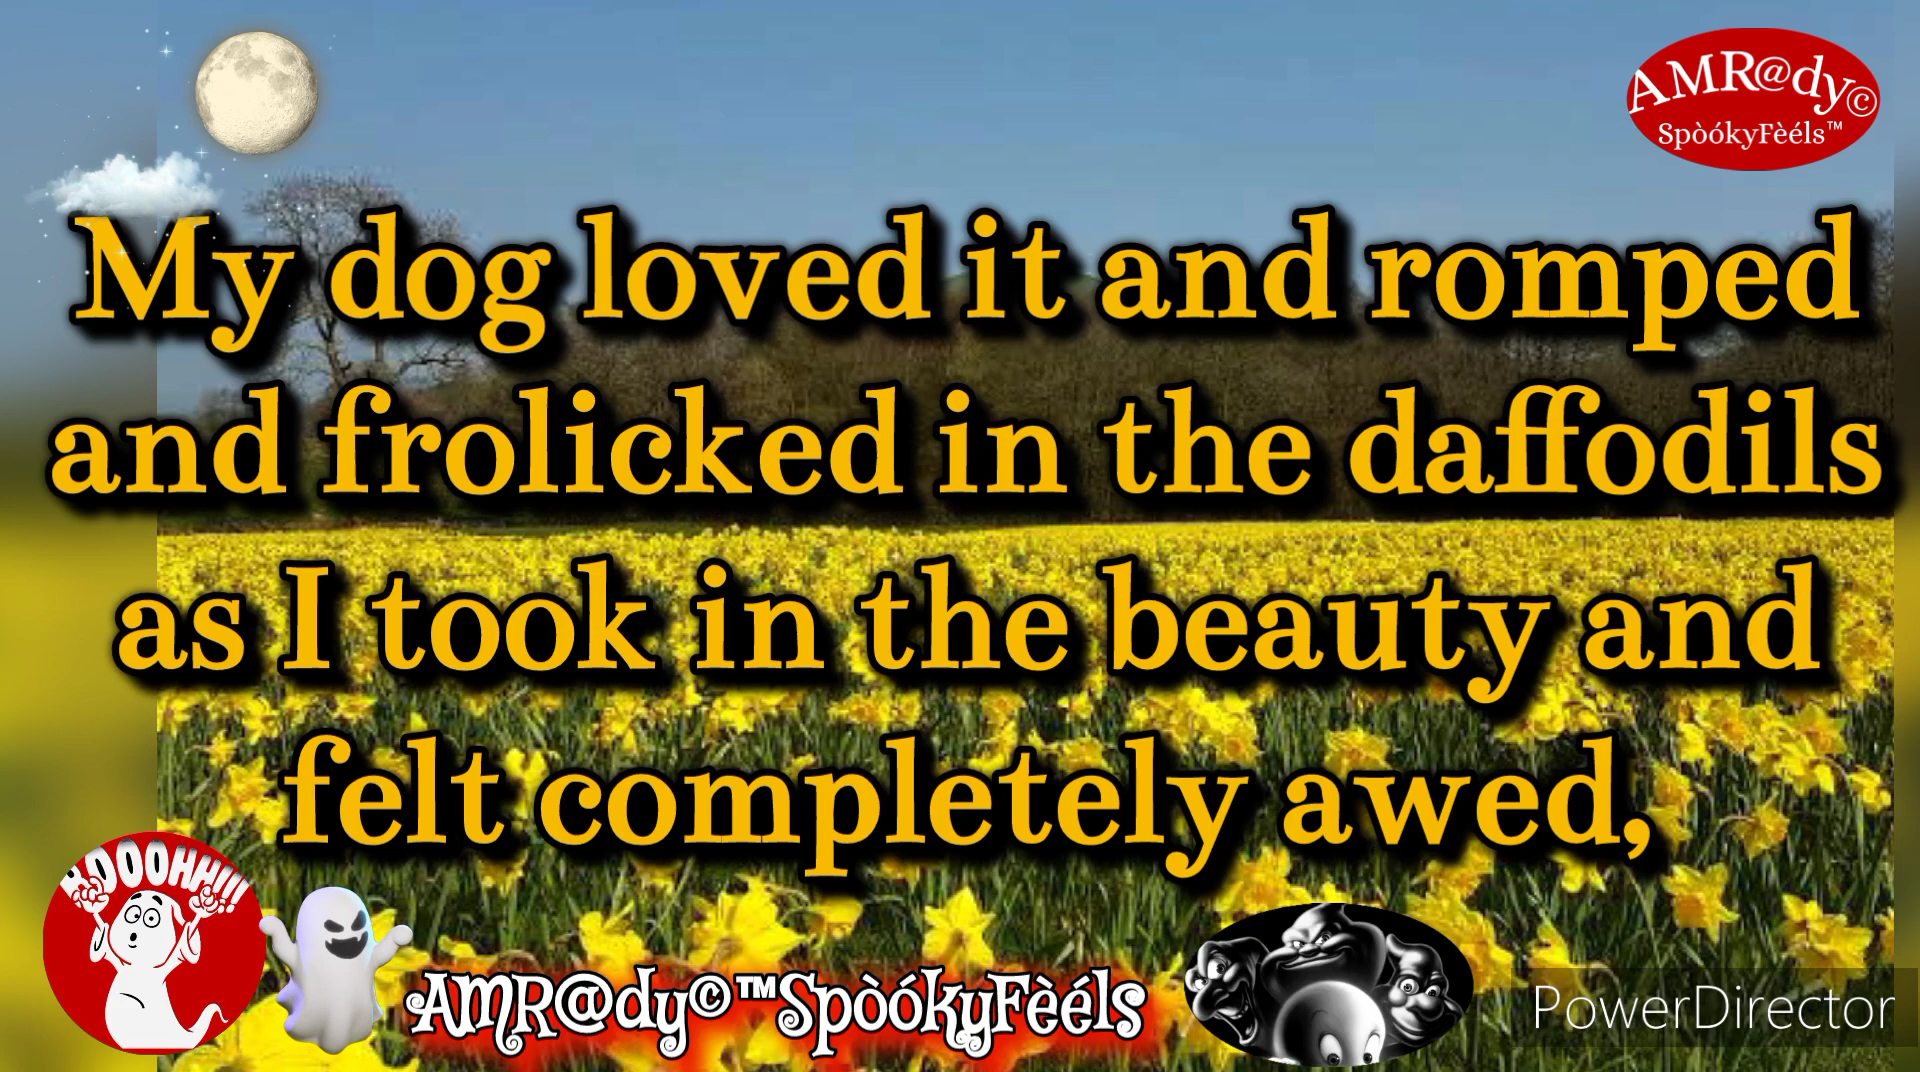 AMR@dy©
SpòókyFèéls™
My dog loved it and romped
and frolicked in the daffodils
as I took in the beauty and
felt completely awed,
BOOOHH!!!
AMR@dy©™SpòókyFèéls
PowerDirector